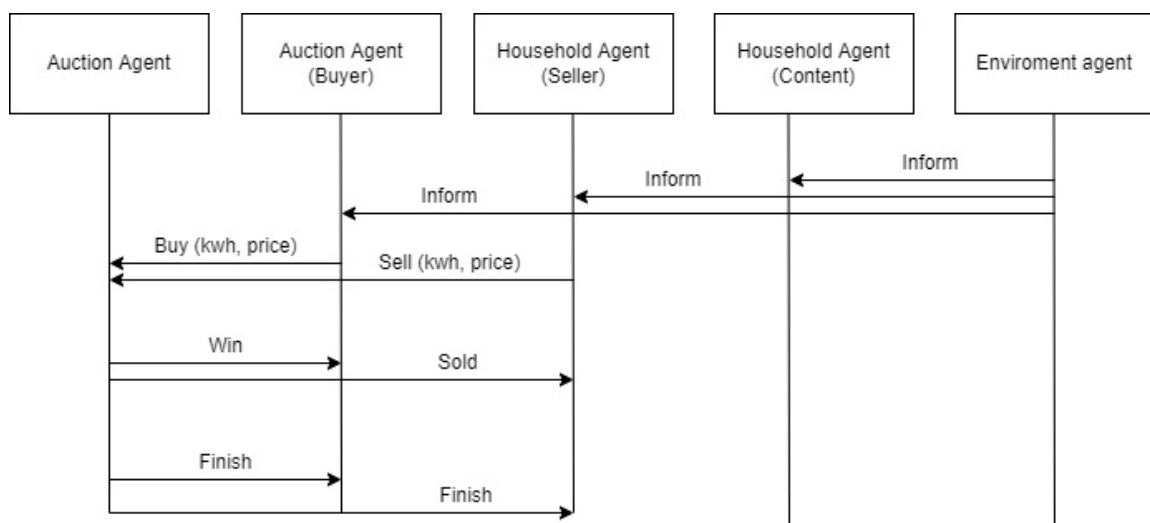 Auction Agent
Auction Agent
(Buyer)
Household Agent
(Seller)
Household Agent
(Content)
Enviroment agent
Inform
Inform
Inform
Buy (kwh, price)
Sell (kwh, price)
Win
Sold
Finish
Finish